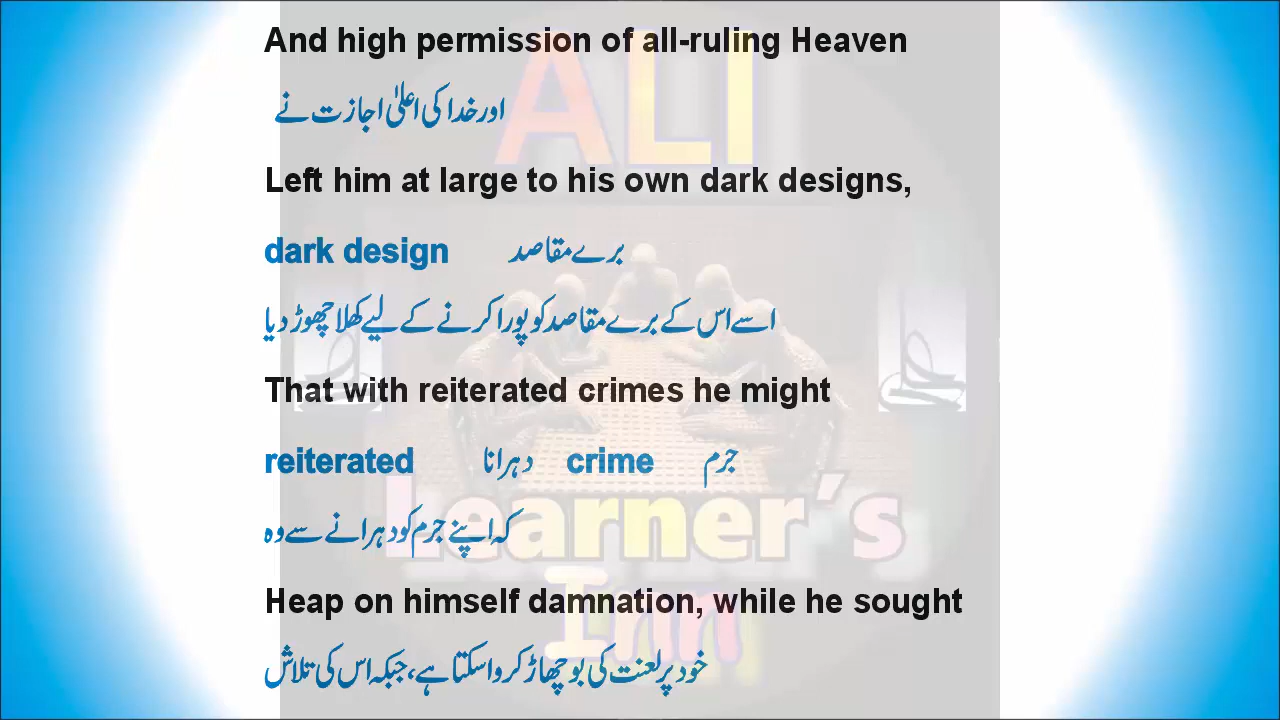 And high permission of all-ruling Heaven
اور خدا کی اعلیٰ اجازت نے
Left him at large to his own dark designs,
dark design برے مقاصد
اسے اس کے برے مقاصد کو پورا کرنے کے لیے کھلا چھوڑ دیا
That with reiterated crimes he might
reiterated دہرانا crime جرم
کہ اپنے جرم کو دہرانے سے وہ
Heap on himself damnation, while he sought
خود پر لعنت کی بوچھاڑ کروا سکتا ہے، جبکہ اس کی تلاش
ALI
Learner's
Inn